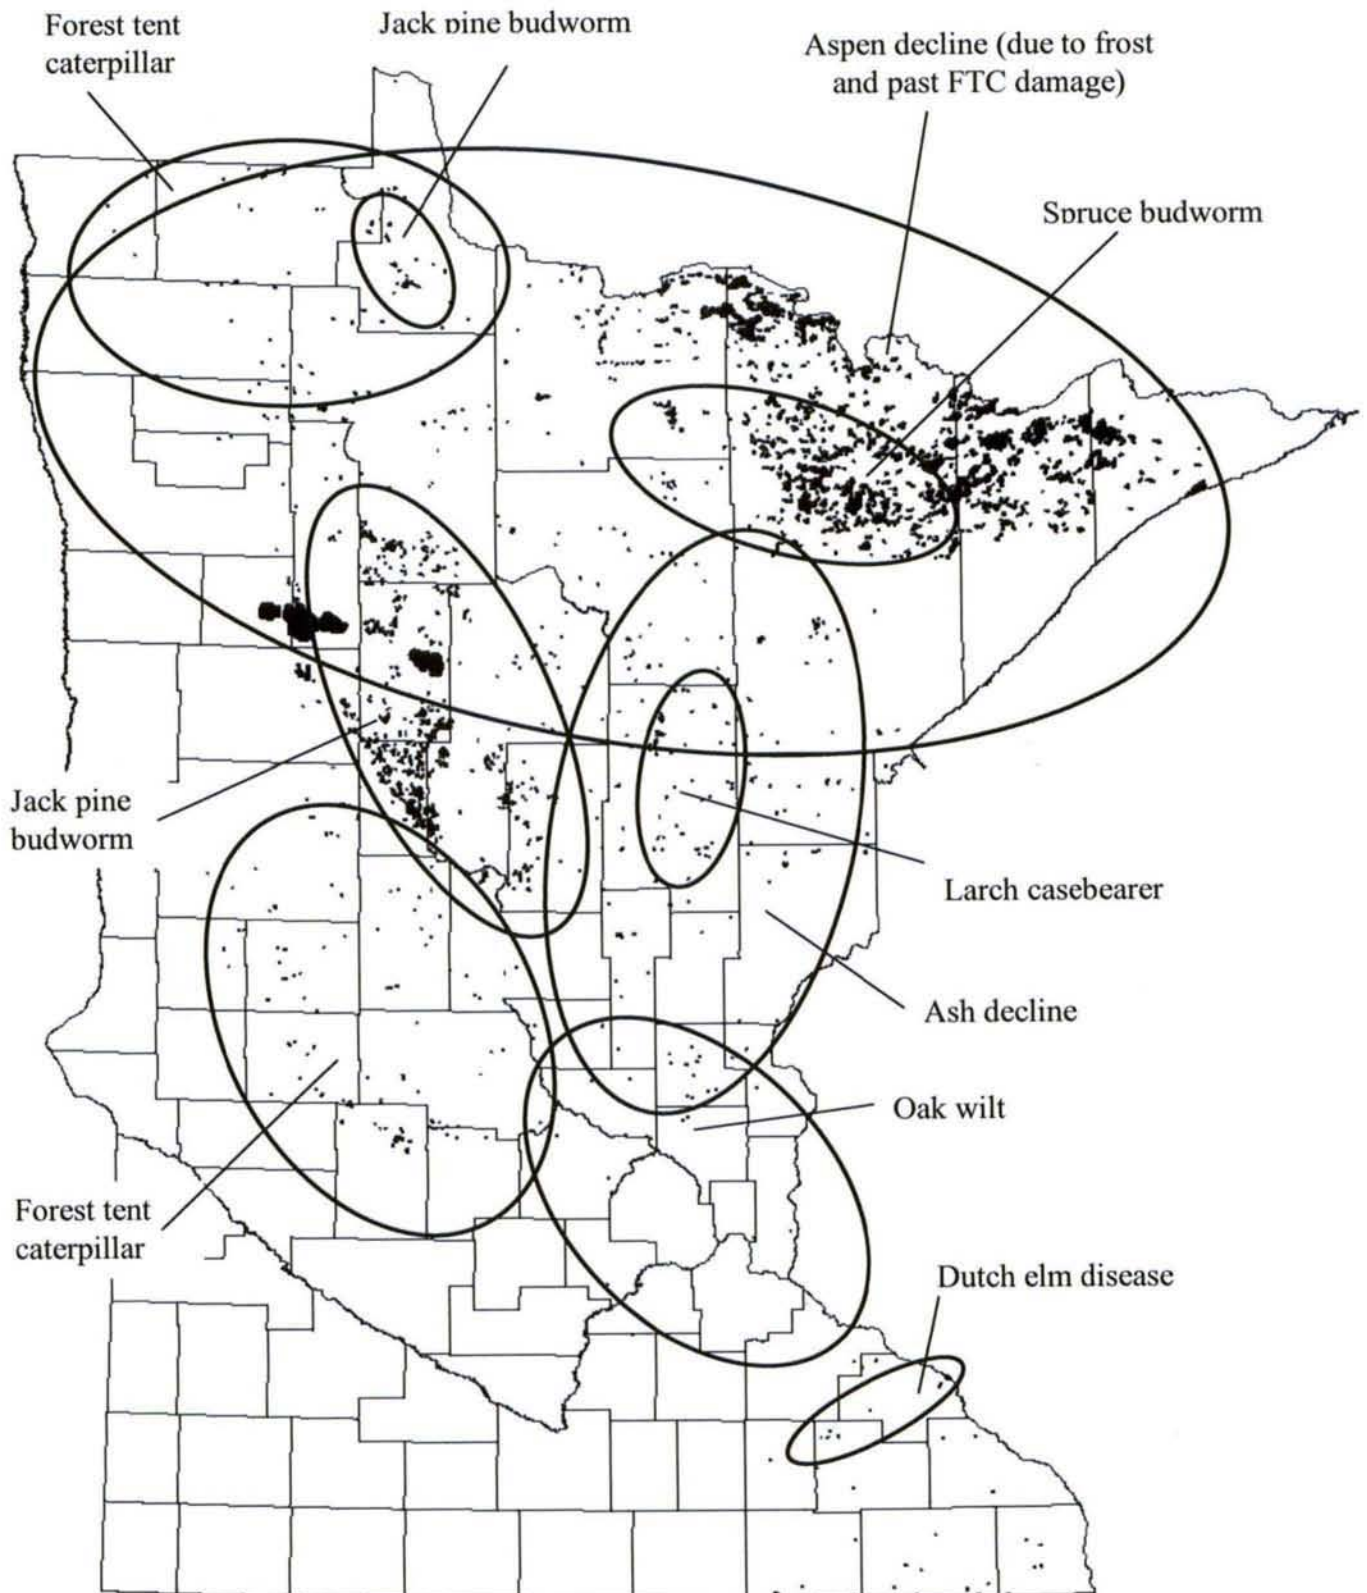 Forest tent
caterpillar
Jack pine budworm
Aspen decline (due to frost
and past FTC damage)
Spruce budworm
Jack pine
budworm
Larch casebearer
Ash decline
Oak wilt
Forest tent
caterpillar
Dutch elm disease